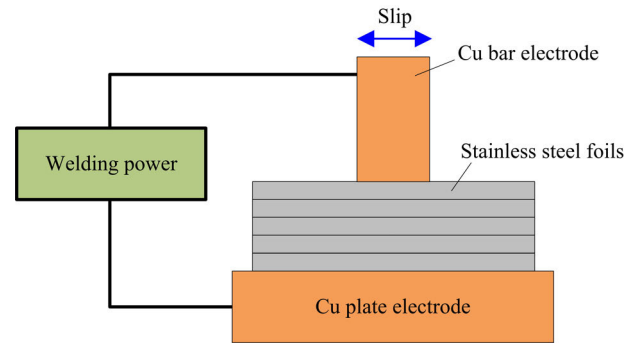 Slip
Cu bar electrode
Stainless steel foils
Welding power
Cu plate electrode